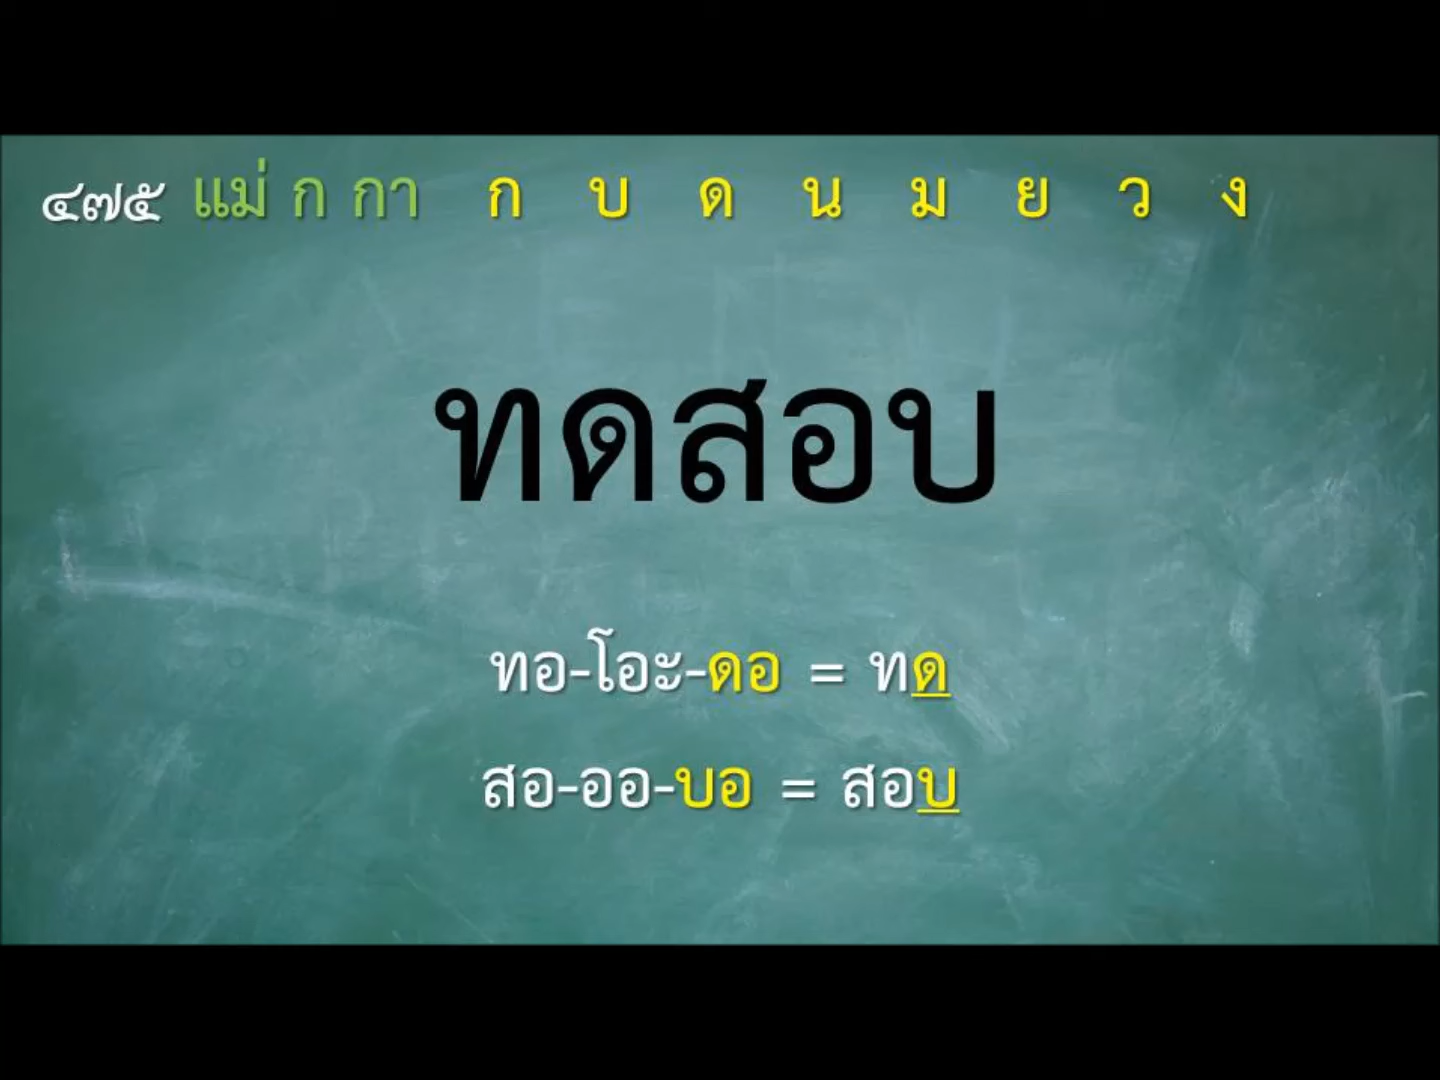 ๔๗๕ แม่ ก กา ก บ ด น ม ย ว ง
ทดสอบ
ทอ-โอะ-ดอ = ทด
สอ-ออ-บอ = สอบ